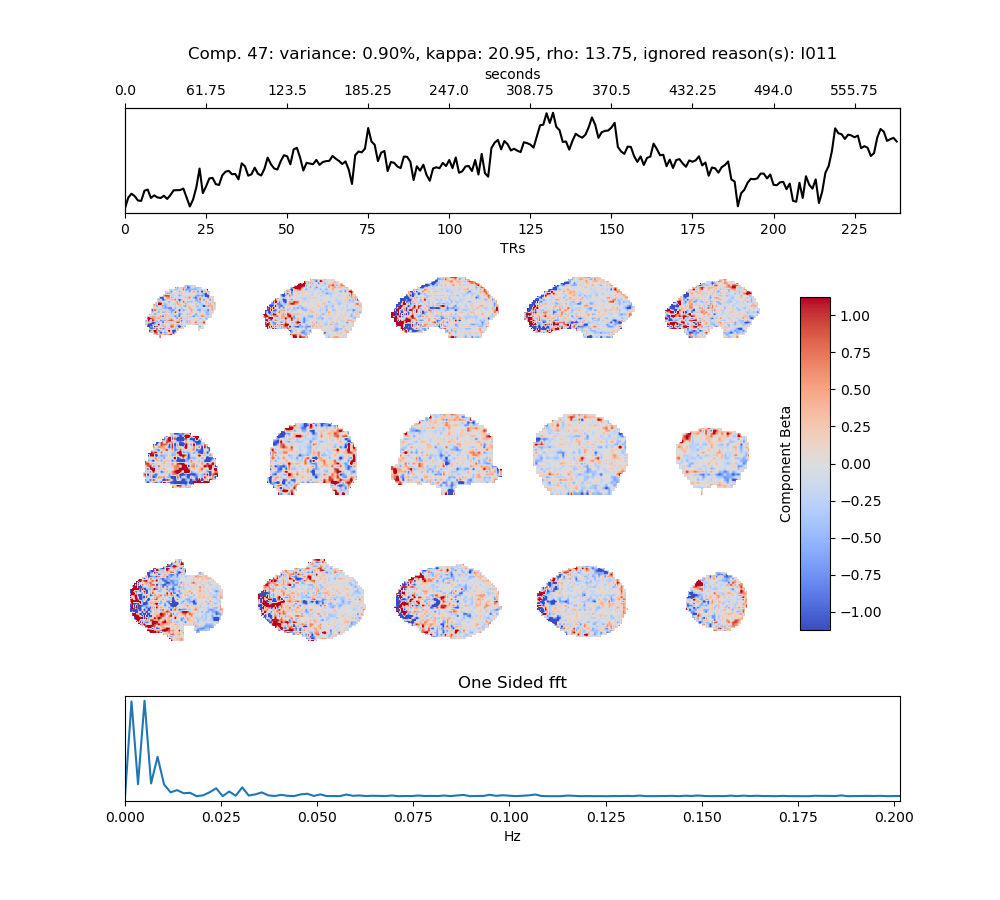 Comp. 47: variance: 0.90%, kappa: 20.95, rho: 13.75, ignored reason(s): I011
seconds
0.0 61.75 123.5 185.25 247.0 308.75 370.5 432.25 494.0 555.75
0 25 50 75 100 125 150 175 200 225
TRs
1.00
0.75
0.50
0.25
0.00
−0.25
−0.50
−0.75
−1.00
Component Beta
One Sided fft
0.000 0.025 0.050 0.075 0.100 0.125 0.150 0.175 0.200
Hz